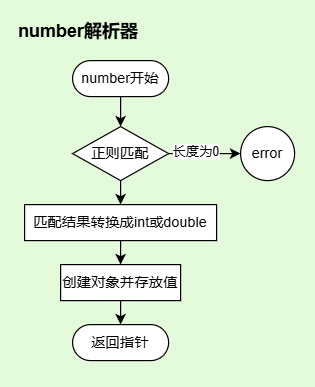 number解析器
number开始
正则匹配
长度为0
error
匹配结果转换成int或double
创建对象并存放值
返回指针